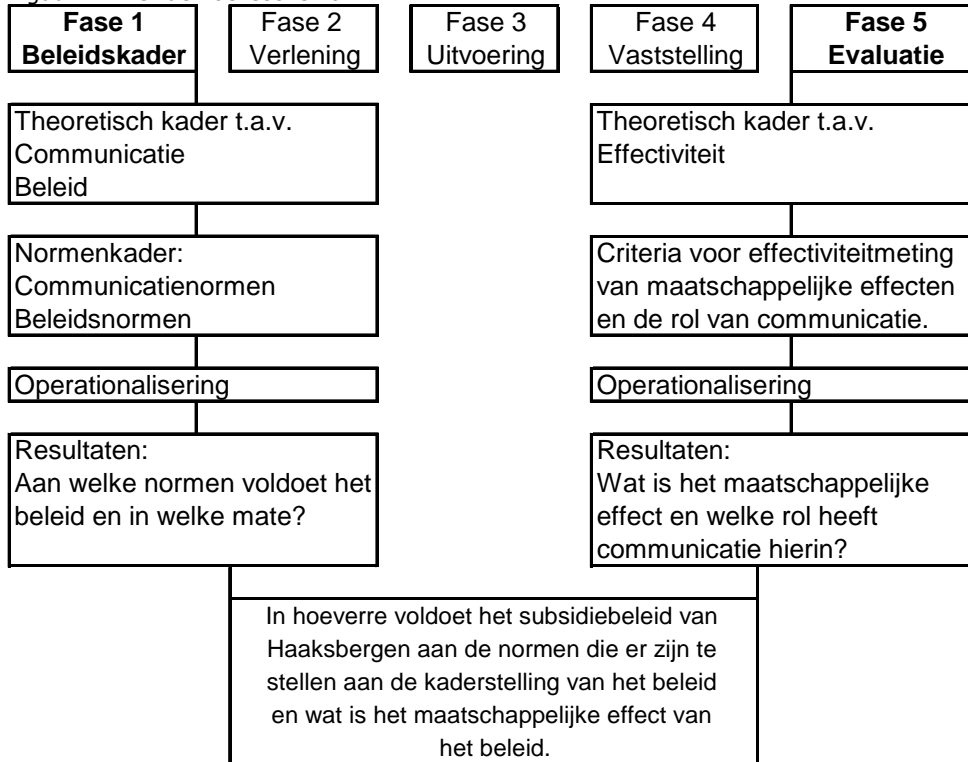 Fase 1
Beleidskader
Fase 2
Verlening
Fase 3
Uitvoering
Fase 4
Vaststelling
Fase 5
Evaluatie
Theoretisch kader t.a.v.
Communicatie
Beleid
Theoretisch kader t.a.v.
Effectiviteit
Normenkader:
Communicatienormen
Beleidsnormen
Criteria voor effectiviteitmeting
van maatschappelijke effecten
en de rol van communicatie.
Operationalisering
Operationalisering
Resultaten:
Aan welke normen voldoet het
beleid en in welke mate?
Resultaten:
Wat is het maatschappelijke
effect en welke rol heeft
communicatie hierin?
In hoeverre voldoet het subsidiebeleid van
Haaksbergen aan de normen die er zijn te
stellen aan de kaderstelling van het beleid
en wat is het maatschappelijke effect van
het beleid.